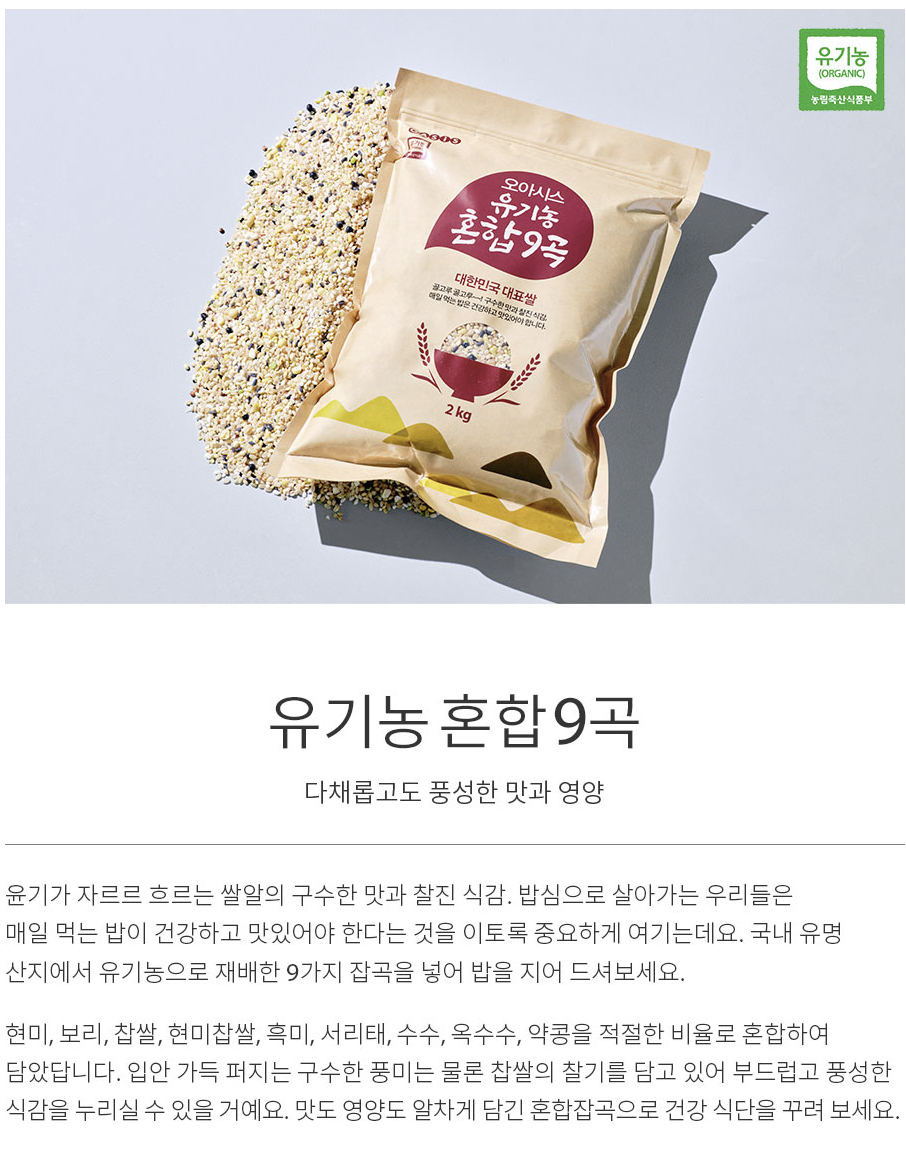 유기농
(ORGANIC)
농림축산식품부
OASIS
오아시스
유기농
혼합 9곡
대한민국 대표쌀
골고루 골고루~! 구수한 맛과 찰진 식감,
매일 먹는 밥은 건강하고 맛있어야 합니다.
2 kg
유기농 혼합 9곡
다채롭고도 풍성한 맛과 영양
윤기가 자르르 흐르는 쌀알의 구수한 맛과 찰진 식감. 밥심으로 살아가는 우리들은
매일 먹는 밥이 건강하고 맛있어야 한다는 것을 이토록 중요하게 여기는데요. 국내 유명
산지에서 유기농으로 재배한 9가지 잡곡을 넣어 밥을 지어 드셔보세요.
현미, 보리, 찹쌀, 현미찹쌀, 흑미, 서리태, 수수, 옥수수, 약콩을 적절한 비율로 혼합하여
담았답니다. 입안 가득 퍼지는 구수한 풍미는 물론 찹쌀의 찰기를 담고 있어 부드럽고 풍성한
식감을 누리실 수 있을 거예요. 맛도 영양도 알차게 담긴 혼합잡곡으로 건강 식단을 꾸려 보세요.